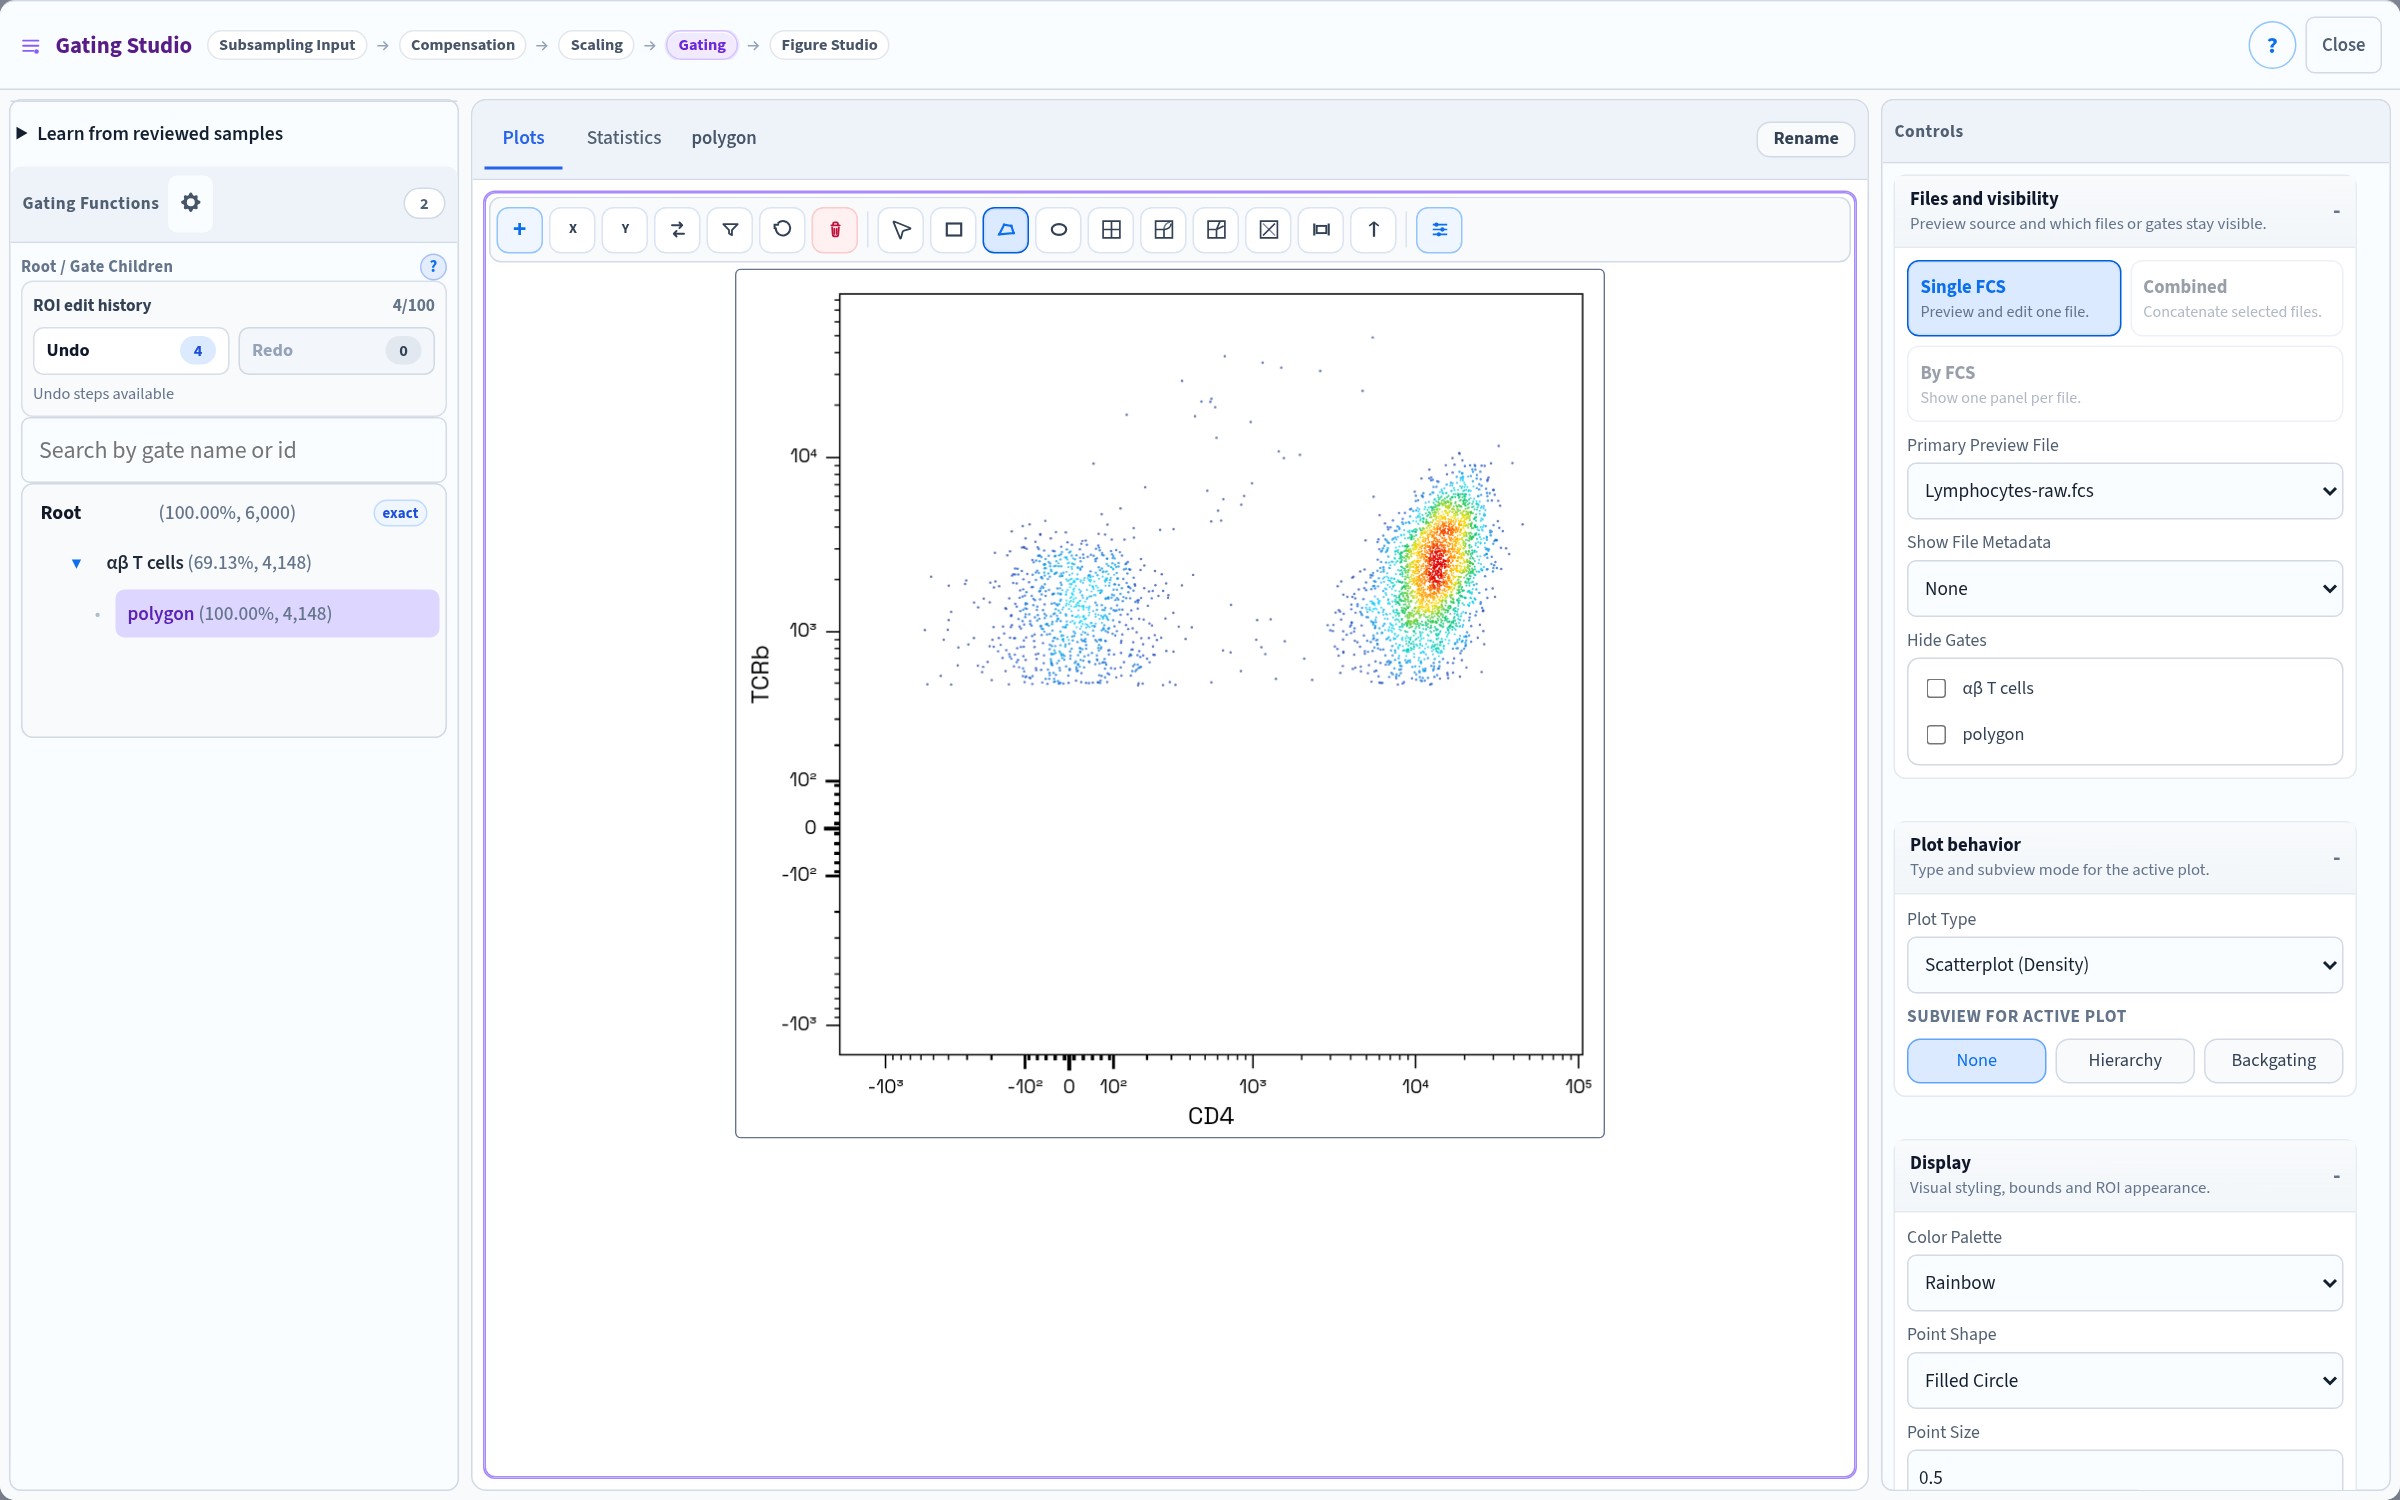 Gating Studio
Subsampling Input → Compensation → Scaling → Gating → Figure Studio
? Close
Learn from reviewed samples
Gating Functions 2
Root / Gate Children ?
ROI edit history 4/100
Undo 4 Redo 0
Undo steps available
Search by gate name or id
Root (100.00%, 6,000) exact
αβ T cells (69.13%, 4,148)
polygon (100.00%, 4,148)
Plots Statistics polygon Rename
+ X Y
10⁴
10³
TCRb
10²
0
-10²
-10³
-10³ -10² 0 10² 10³ 10⁴ 10⁵
CD4
Controls
Files and visibility
Preview source and which files or gates stay visible.
-
Single FCS
Preview and edit one file.
Combined
Concatenate selected files.
By FCS
Show one panel per file.
Primary Preview File
Lymphocytes-raw.fcs
Show File Metadata
None
Hide Gates
αβ T cells
polygon
Plot behavior
Type and subview mode for the active plot.
-
Plot Type
Scatterplot (Density)
SUBVIEW FOR ACTIVE PLOT
None Hierarchy Backgating
Display
Visual styling, bounds and ROI appearance.
-
Color Palette
Rainbow
Point Shape
Filled Circle
Point Size
0.5